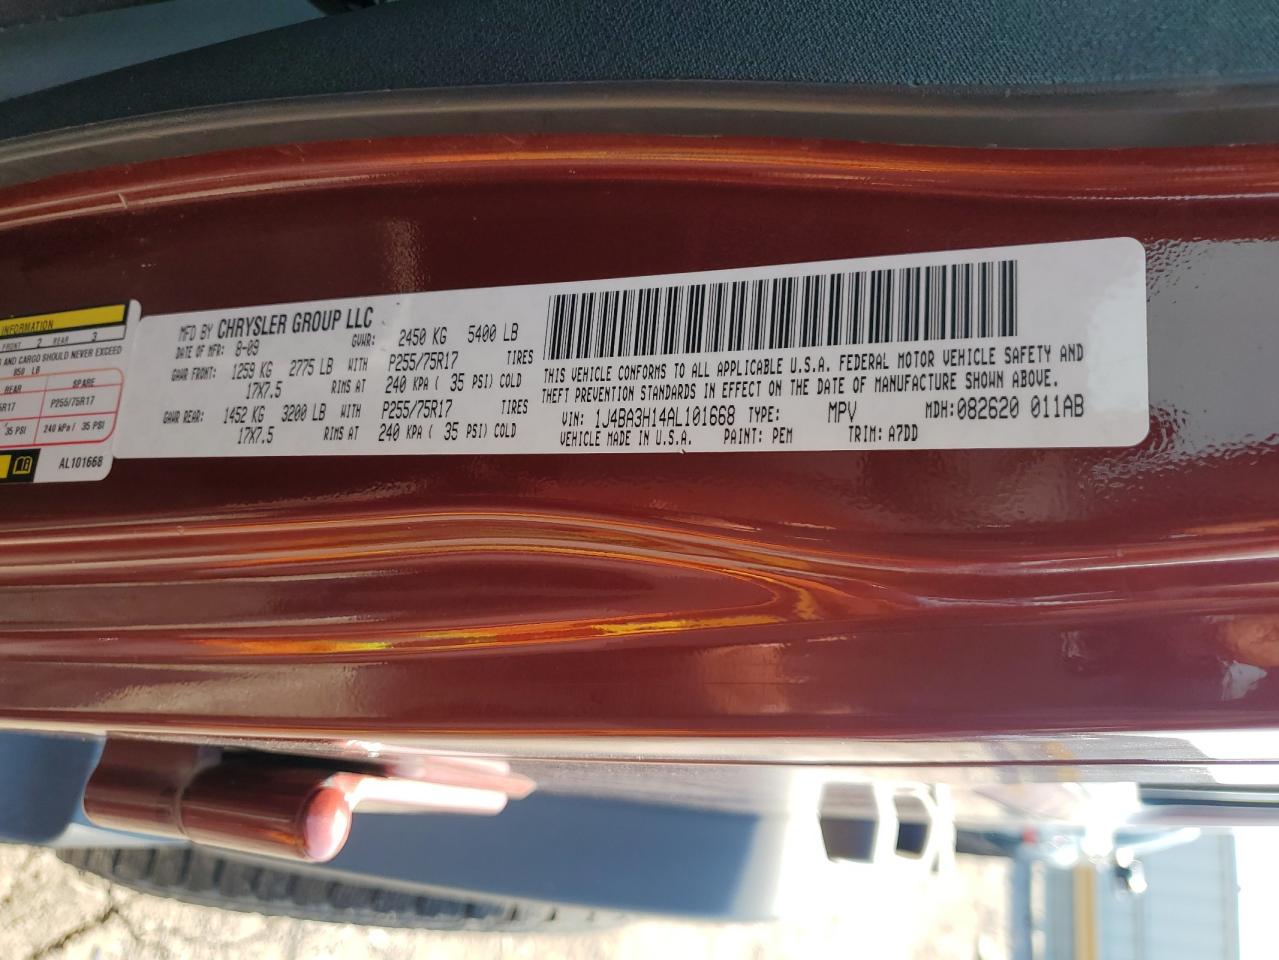 INFORMATION
FRONT 2 REAR 3
AND CARGO SHOULD NEVER EXCEED
850 LB
REAR SPARE
5R17 P255/75R17
35 PSI 240 kPa/ 35 PSI
AL101668
MFD BY CHRYSLER GROUP LLC
DATE OF MFR: 8-09 GVWR: 2450 KG 5400 LB
GAWR FRONT: 1259 KG 2775 LB WITH P255/75R17 TIRES
17X7.5 RIMS AT 240 KPA ( 35 PSI) COLD
GAWR REAR: 1452 KG 3200 LB WITH P255/75R17 TIRES
17X7.5 RIMS AT 240 KPA ( 35 PSI) COLD
THIS VEHICLE CONFORMS TO ALL APPLICABLE U.S.A. FEDERAL MOTOR VEHICLE SAFETY AND
THEFT PREVENTION STANDARDS IN EFFECT ON THE DATE OF MANUFACTURE SHOWN ABOVE.
VIN: 1J4BA3H14AL101668 TYPE: MPV MDH:082620 011AB
VEHICLE MADE IN U.S.A. PAINT: PEM TRIM: A7DD